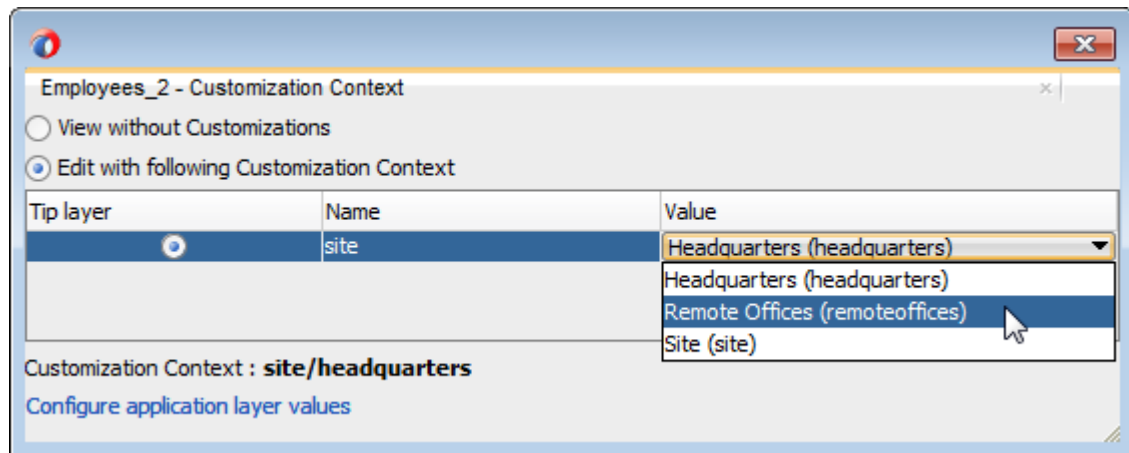 Employees_2 - Customization Context
View without Customizations
Edit with following Customization Context
Tip layer Name Value
site Headquarters (headquarters)
Headquarters (headquarters)
Remote Offices (remoteoffices)
Site (site)
Customization Context : site/headquarters
Configure application layer values